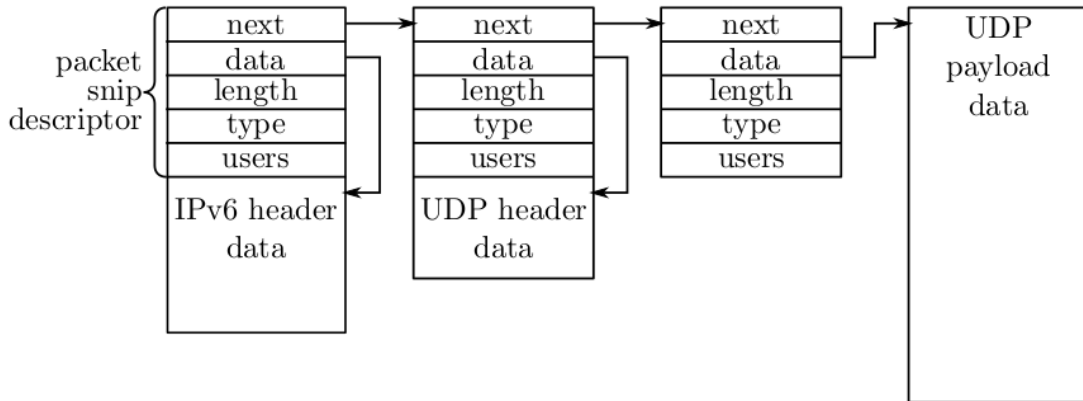 packet
snip
descriptor
next
data
length
type
users
IPv6 header
data
next
data
length
type
users
UDP header
data
next
data
length
type
users
UDP
payload
data